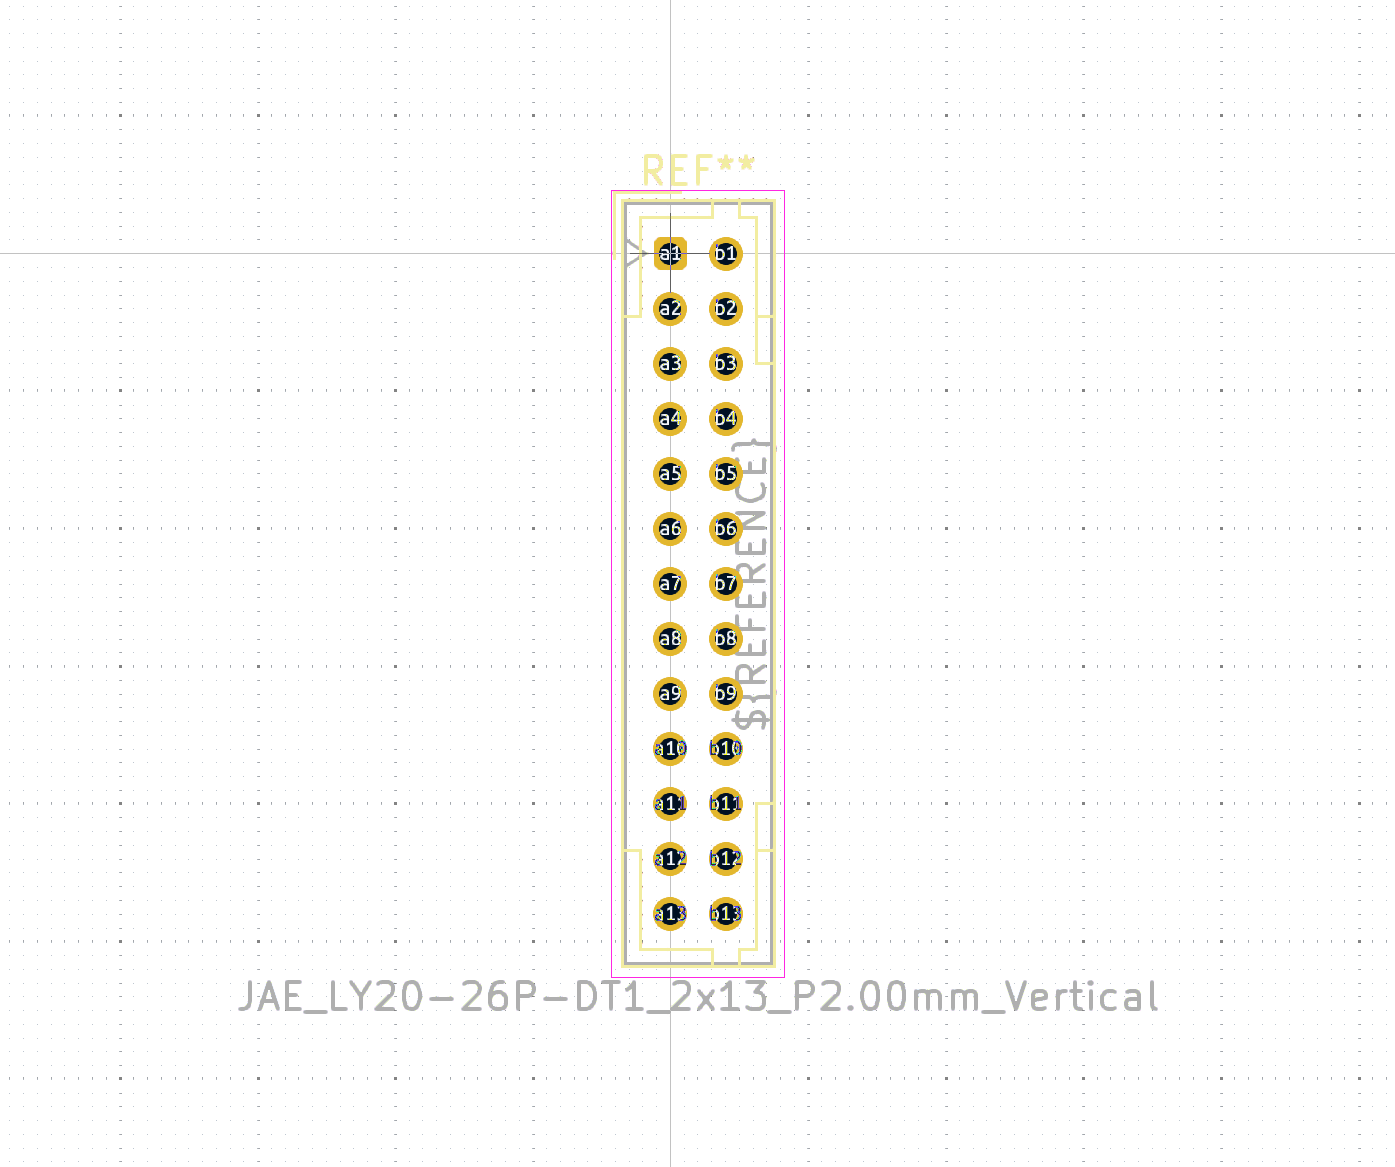 REF**
a1 b1
a2 b2
a3 b3
a4 b4
a5 b5
a6 b6
a7 b7
a8 b8
a9 b9
a10 b10
a11 b11
a12 b12
a13 b13
${REFERENCE}
JAE_LY20-26P-DT1_2x13_P2.00mm_Vertical